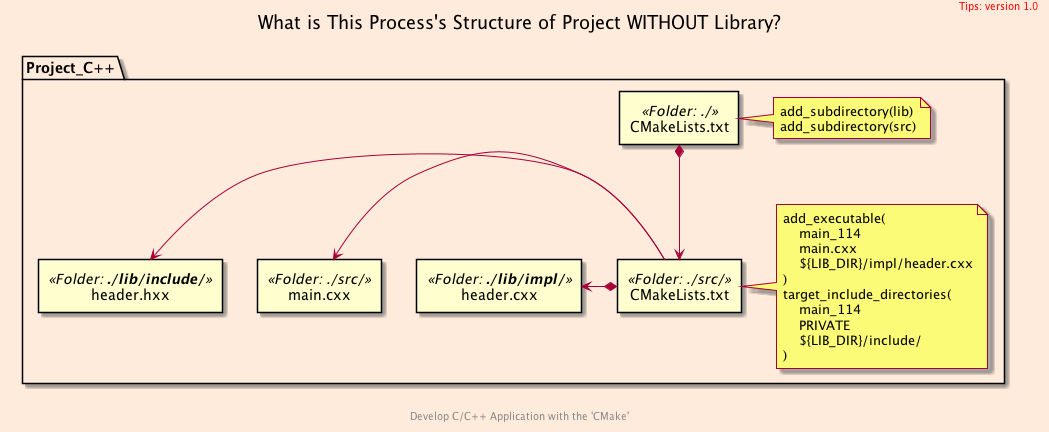 Tips: version 1.0
What is This Process's Structure of Project WITHOUT Library?
Project_C++
«Folder: ./»
CMakeLists.txt
add_subdirectory(lib)
add_subdirectory(src)
«Folder: ./lib/include/»
header.hxx
«Folder: ./src/»
main.cxx
«Folder: ./lib/impl/»
header.cxx
«Folder: ./src/»
CMakeLists.txt
add_executable(
main_114
main.cxx
${LIB_DIR}/impl/header.cxx
)
target_include_directories(
main_114
PRIVATE
${LIB_DIR}/include/
)
Develop C/C++ Application with the 'CMake'